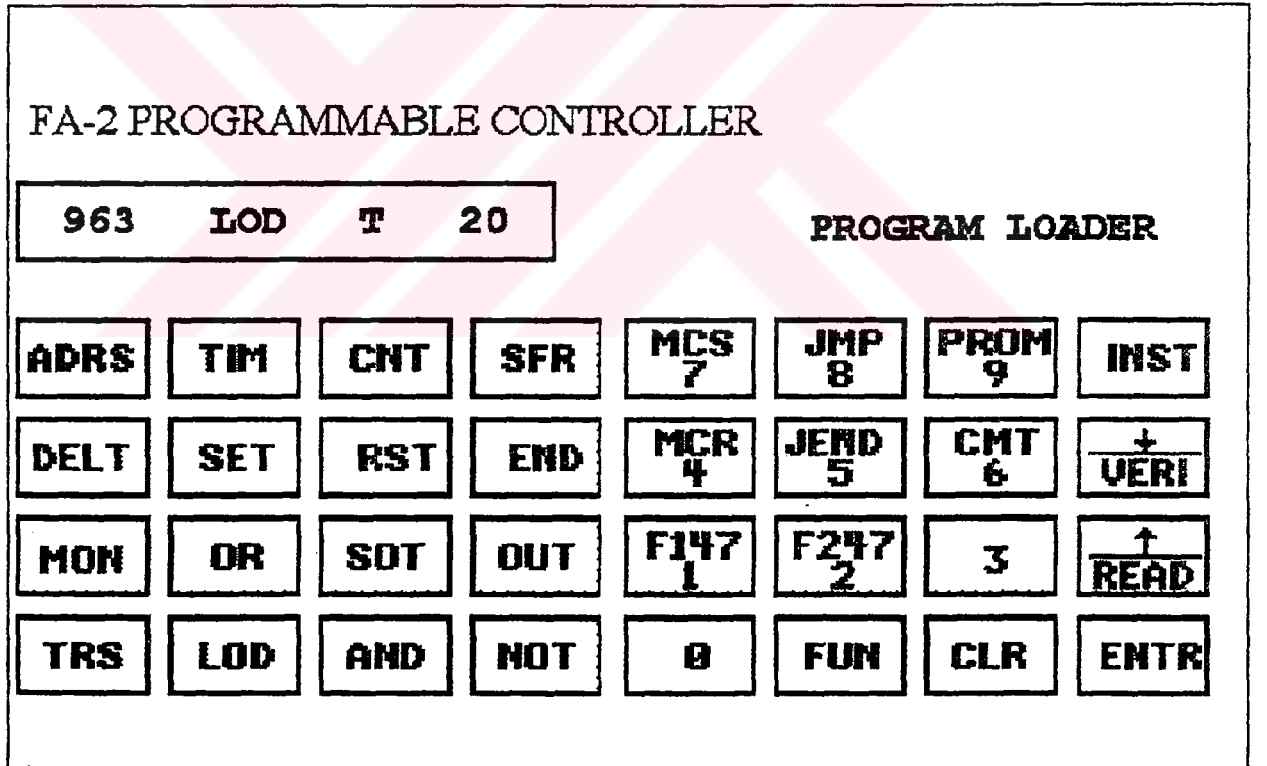 FA-2 PROGRAMMABLE CONTROLLER
963 LOD T 20
PROGRAM LOADER
ADRS TIM CNT SFR MCS 7 JMP 8 PROM 9 INST
DELT SET RST END MCR 4 JEND 5 CMT 6 ↓ VERI
MON OR SOT OUT F147 1 F247 2 3 ↑ READ
TRS LOD AND NOT 0 FUN CLR ENTR